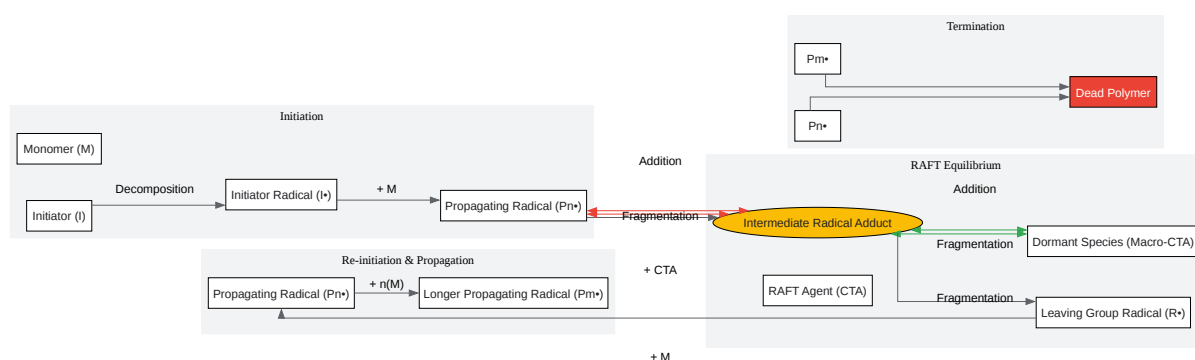 Termination
Pm•
Dead Polymer
Pn•
Initiation
Monomer (M)
Decomposition
Initiator (I)
Initiator Radical (I•)
+ M
Propagating Radical (Pn•)
Addition
Fragmentation
+ CTA
+ M
RAFT Equilibrium
Addition
Intermediate Radical Adduct
Fragmentation
Dormant Species (Macro-CTA)
RAFT Agent (CTA)
Fragmentation
Leaving Group Radical (R•)
Re-initiation & Propagation
Propagating Radical (Pn•)
+ n(M)
Longer Propagating Radical (Pm•)